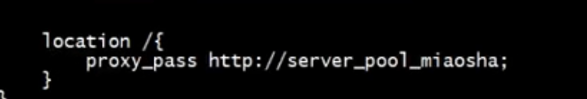 location /{
proxy_pass http://server_pool_miaosha;
}
}